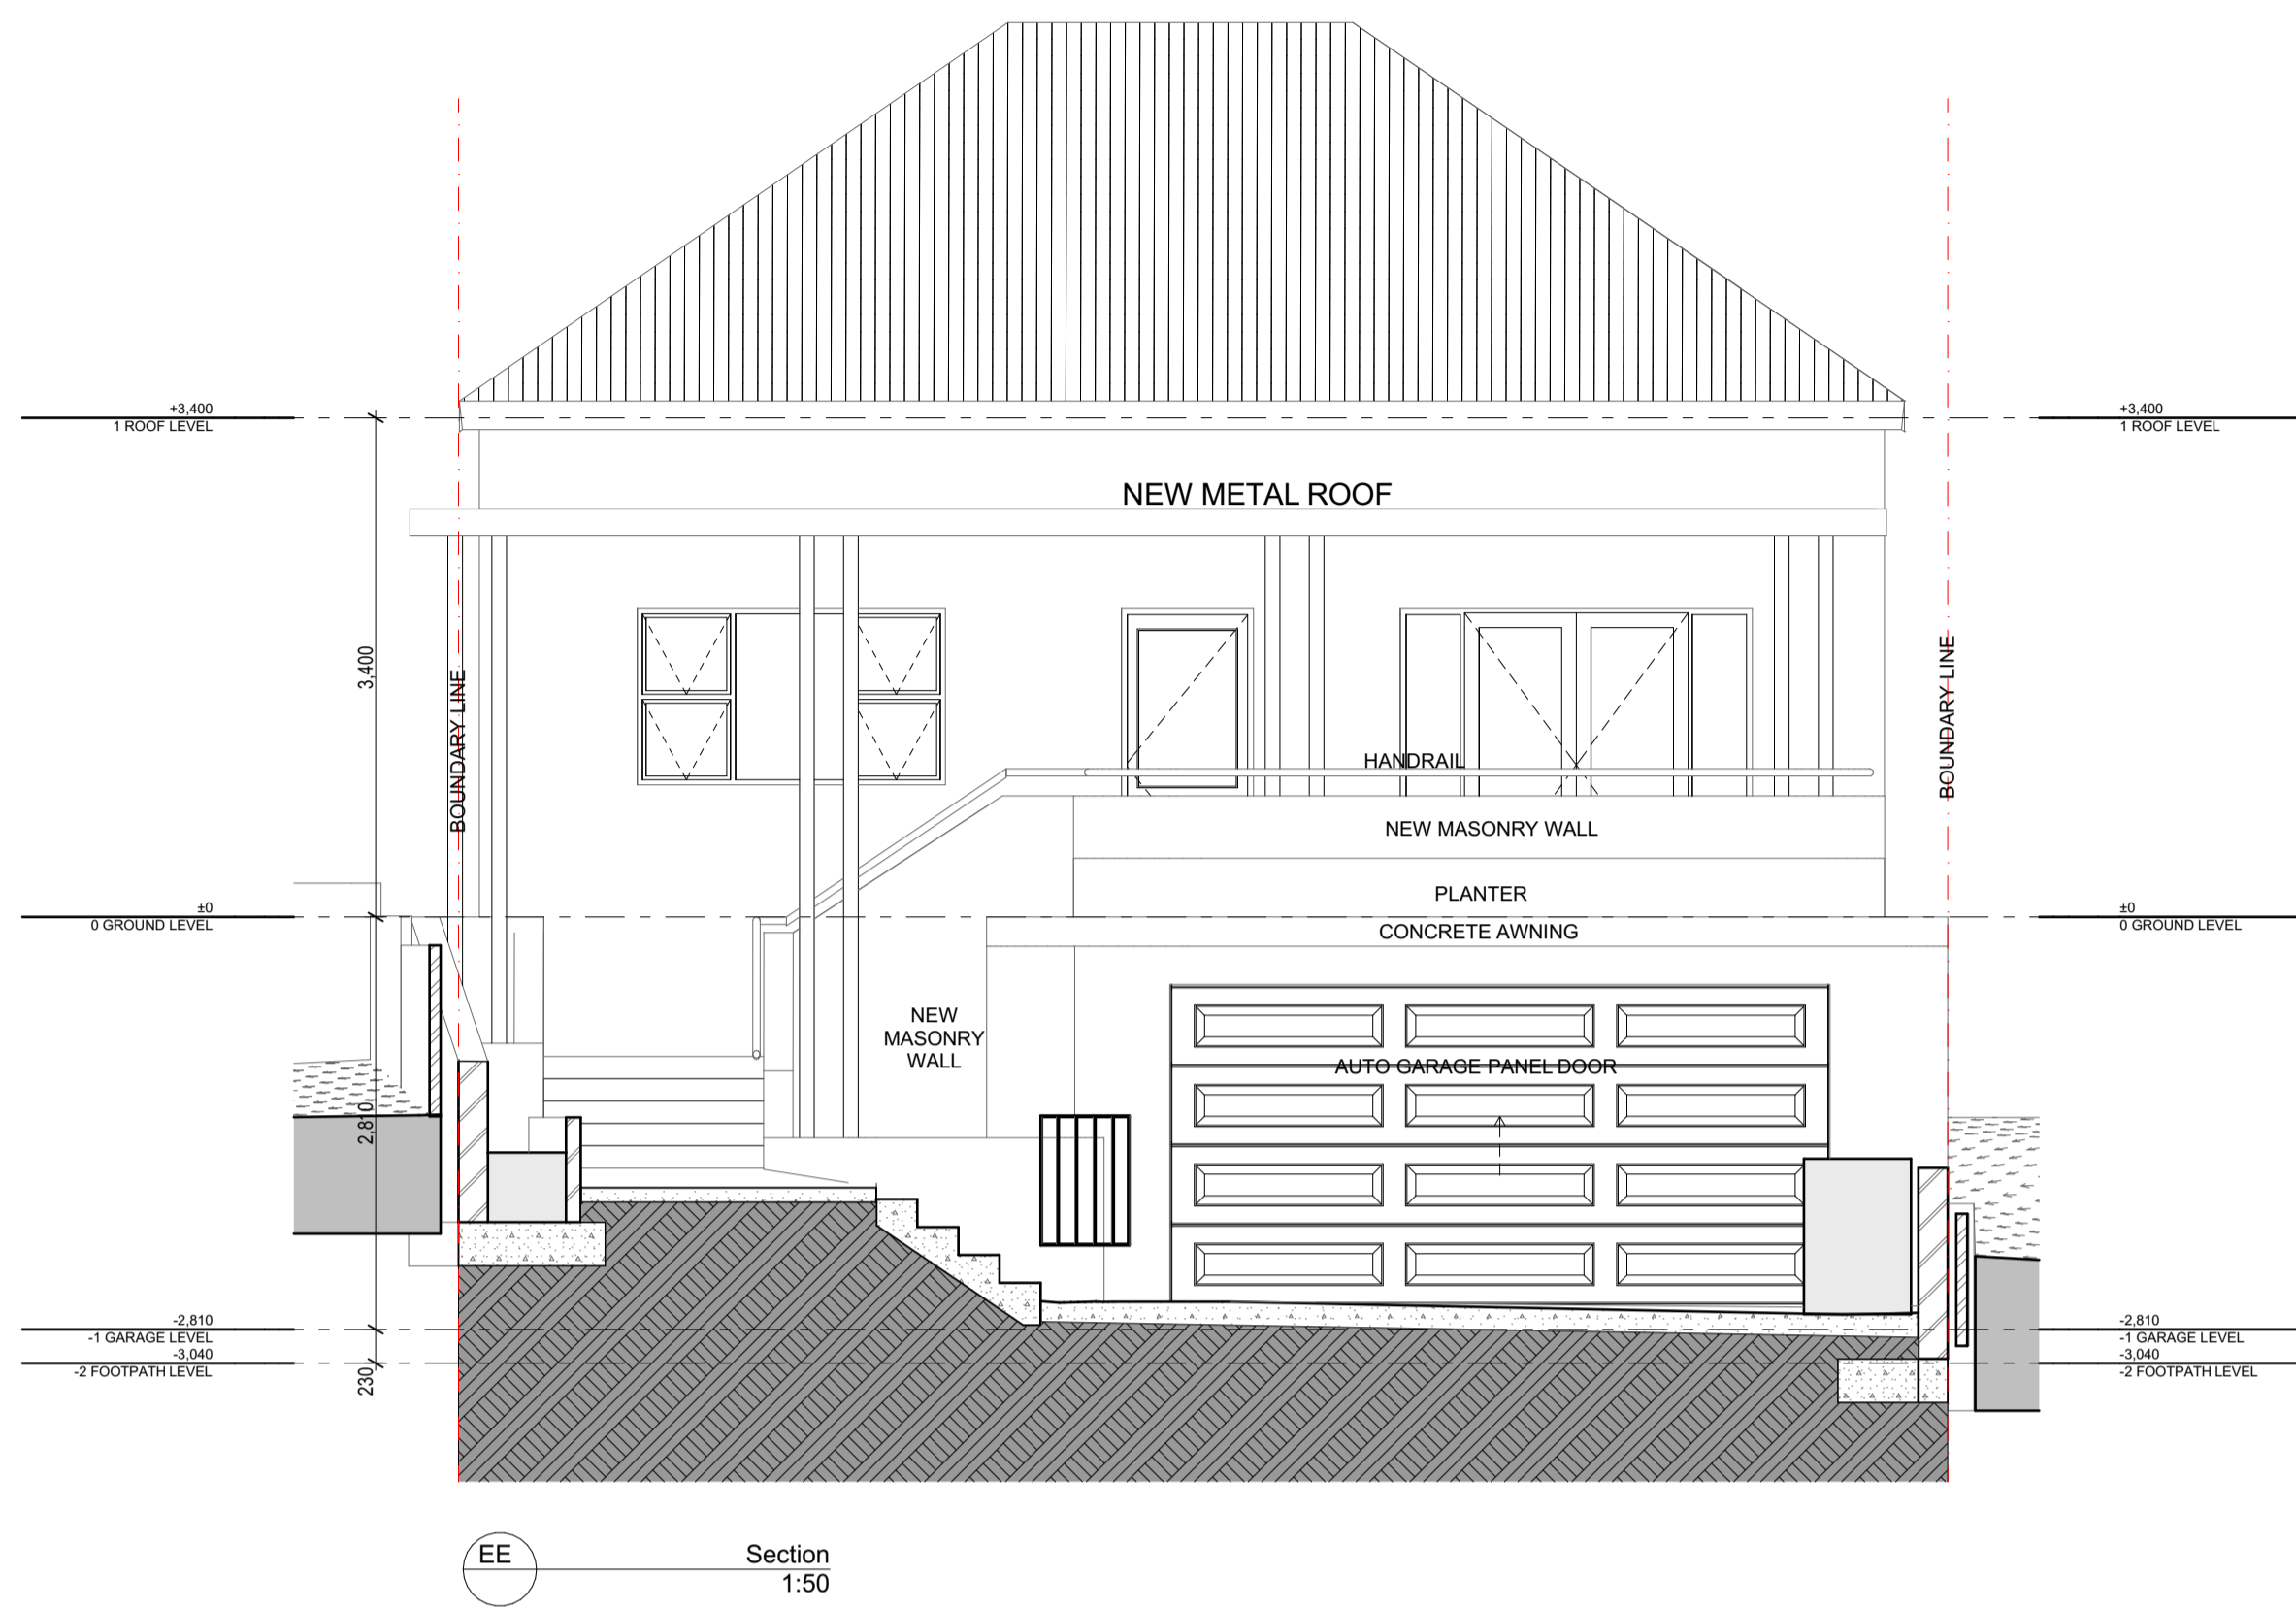 +3,400
1 ROOF LEVEL
+3,400
1 ROOF LEVEL
NEW METAL ROOF
3,400
BOUNDARY LINE
BOUNDARY LINE
HANDRAIL
NEW MASONRY WALL
PLANTER
±0
0 GROUND LEVEL
±0
0 GROUND LEVEL
CONCRETE AWNING
NEW
MASONRY
WALL
AUTO GARAGE PANEL DOOR
2,810
-2,810
-1 GARAGE LEVEL
-3,040
-2 FOOTPATH LEVEL
230
-2,810
-1 GARAGE LEVEL
-3,040
-2 FOOTPATH LEVEL
EE
Section
1:50